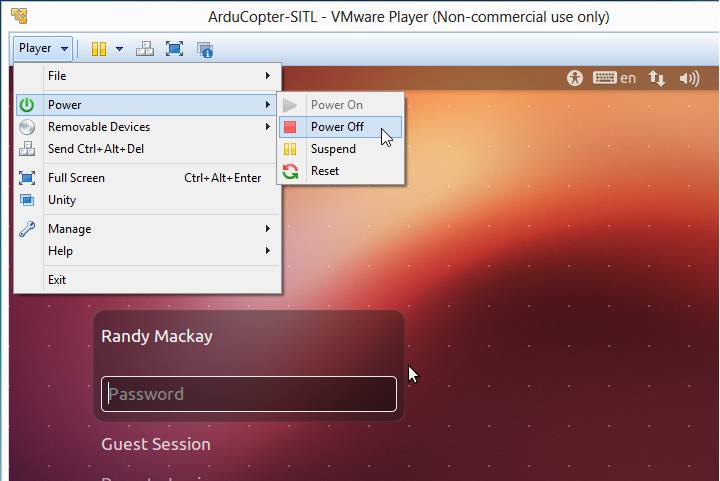 ArduCopter-SITL - VMware Player (Non-commercial use only)
Player
File
Power
Removable Devices
Send Ctrl+Alt+Del
Full Screen Ctrl+Alt+Enter
Unity
Manage
Help
Exit
Power On
Power Off
Suspend
Reset
en
Randy Mackay
Password
Guest Session